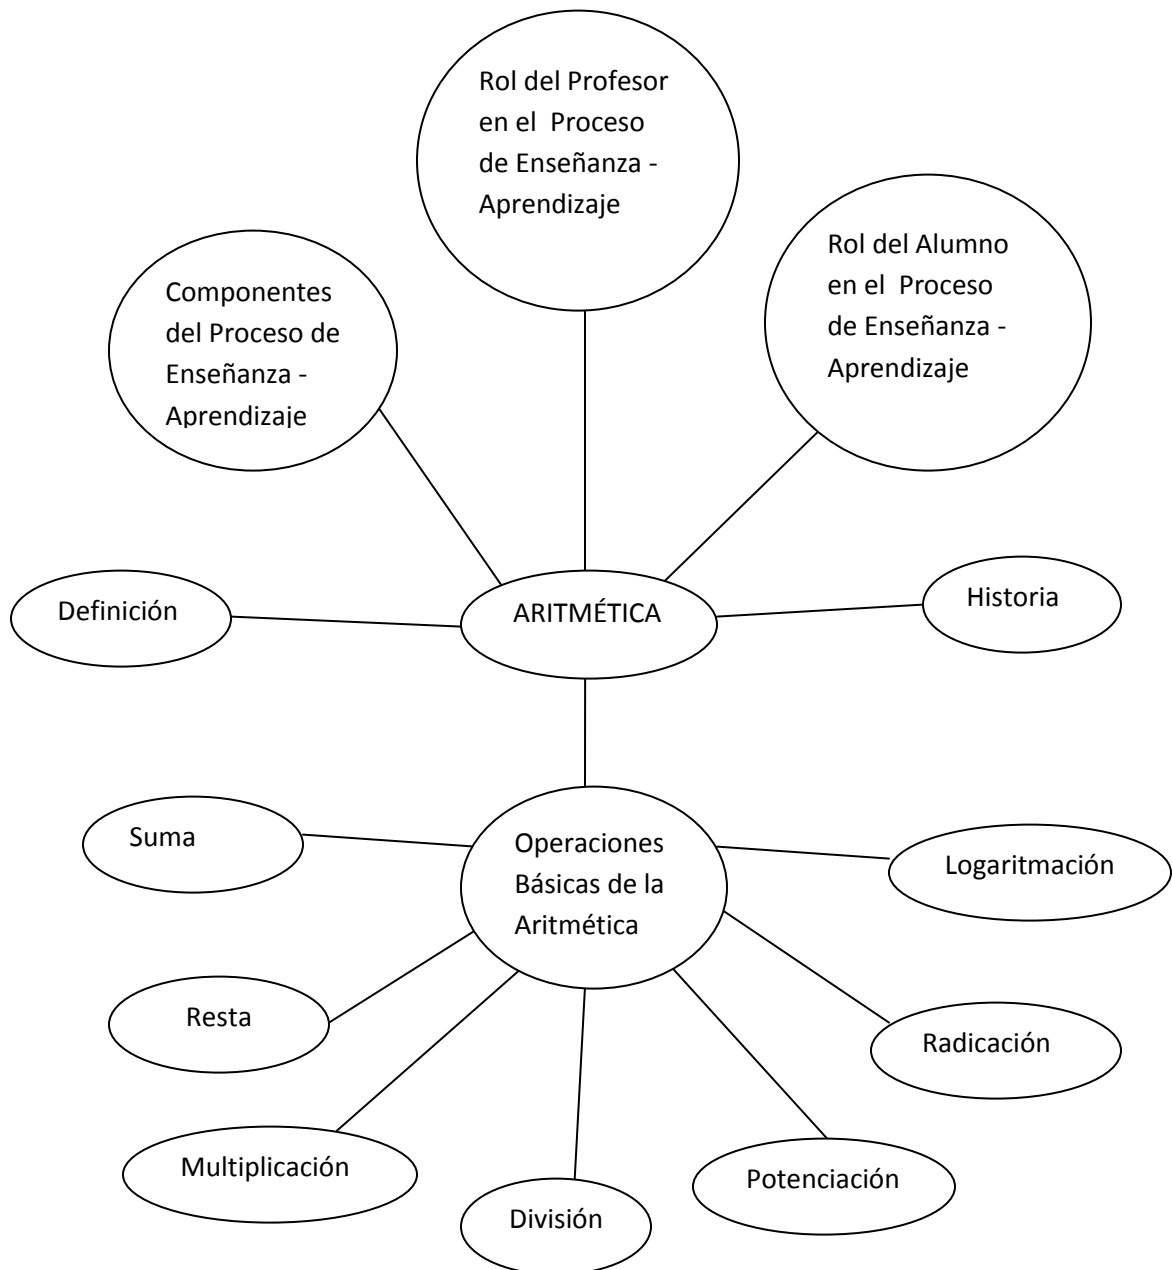 Rol del Profesor
en el Proceso
de Enseñanza -
Aprendizaje
Rol del Alumno
en el Proceso
de Enseñanza -
Aprendizaje
Componentes
del Proceso de
Enseñanza -
Aprendizaje
Definición
ARITMÉTICA
Historia
Suma
Operaciones
Básicas de la
Aritmética
Logaritmación
Resta
Radicación
Multiplicación
Potenciación
División